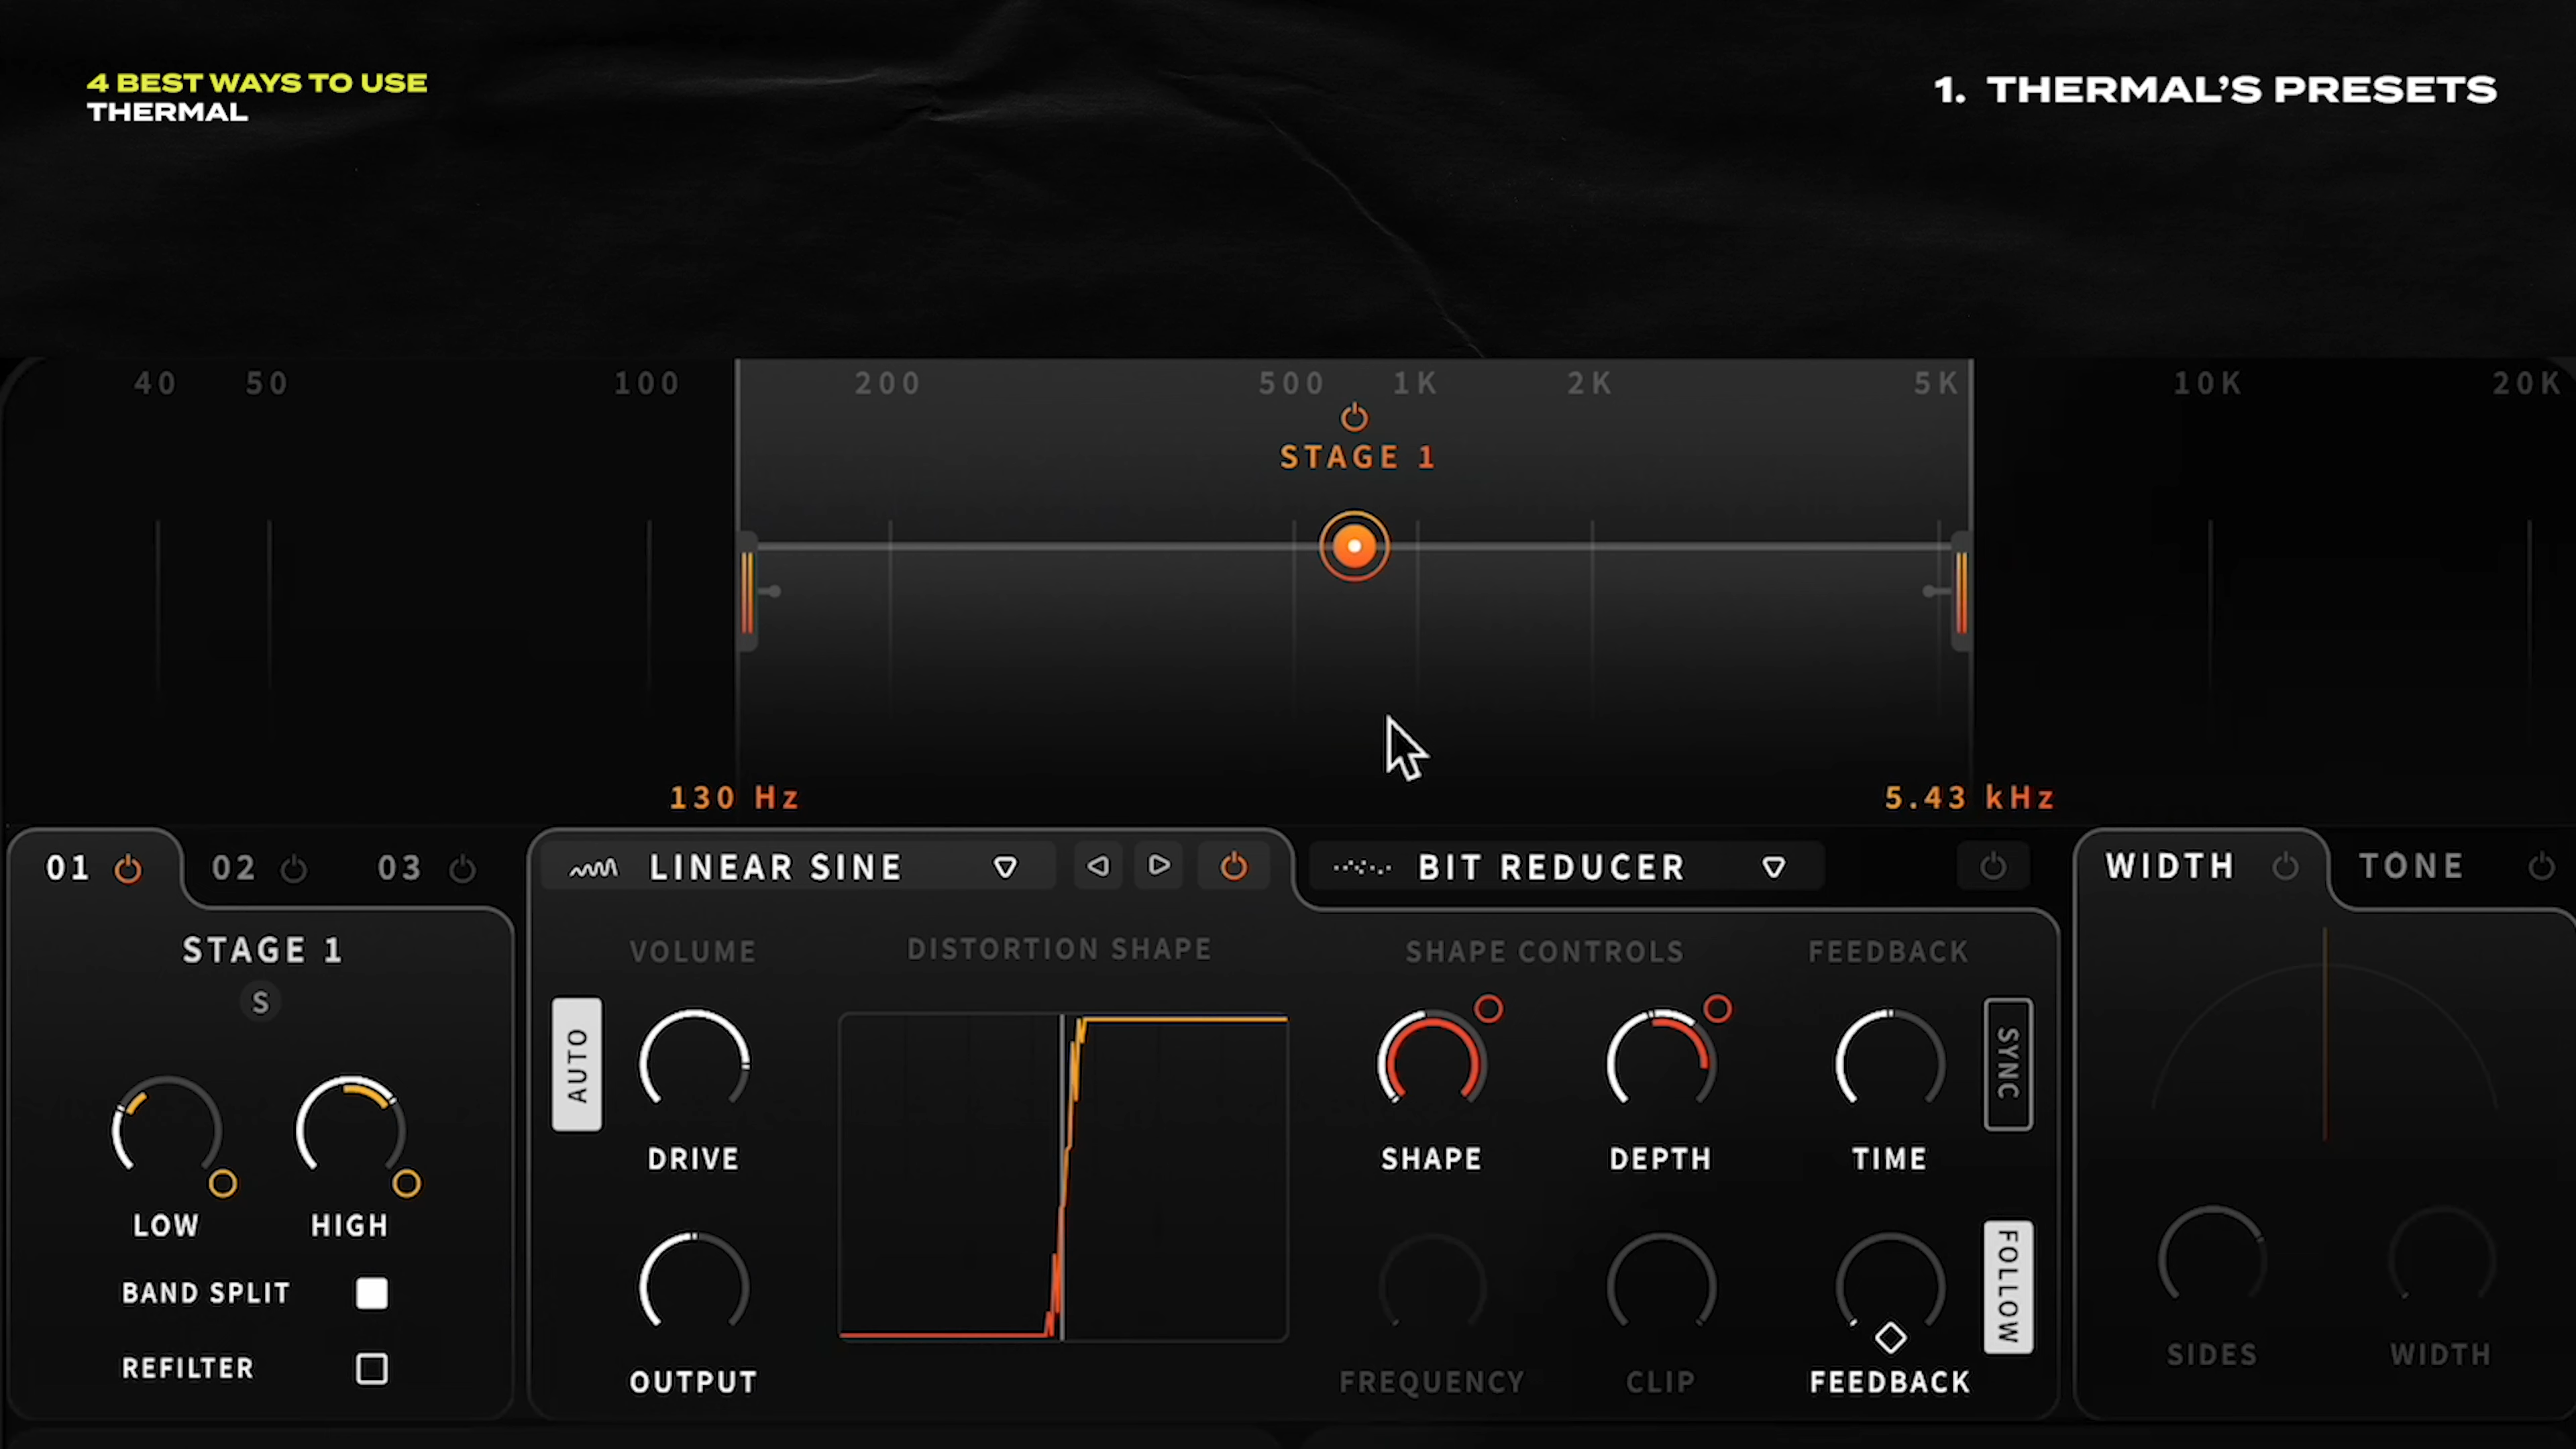 4 BEST WAYS TO USE
THERMAL
1. THERMAL'S PRESETS
40 50 100 200 500 1K 2K 5K 10K 20K
STAGE 1
130 Hz 5.43 kHz
01 02 03 LINEAR SINE BIT REDUCER WIDTH TONE
STAGE 1
S
LOW HIGH
BAND SPLIT
REFILTER
VOLUME DISTORTION SHAPE SHAPE CONTROLS FEEDBACK
AUTO
DRIVE SHAPE DEPTH TIME
SYNC
OUTPUT FREQUENCY CLIP FEEDBACK
FOLLOW
SIDES WIDTH